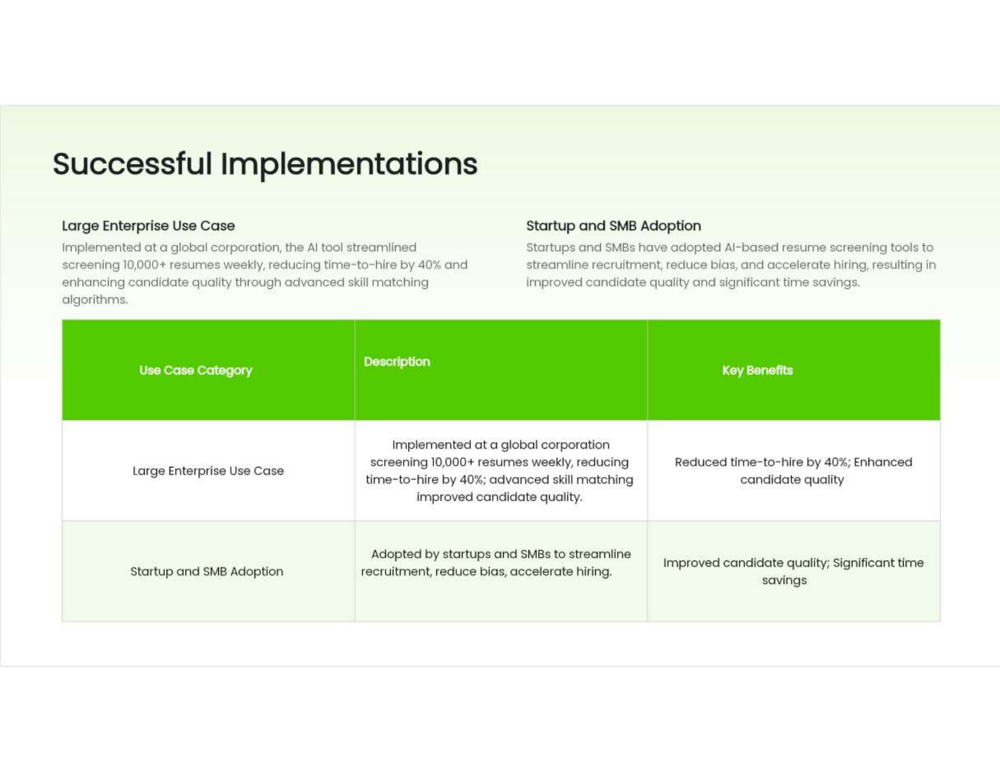 Successful Implementations
Large Enterprise Use Case
Implemented at a global corporation, the AI tool streamlined
screening 10,000+ resumes weekly, reducing time-to-hire by 40% and
enhancing candidate quality through advanced skill matching
algorithms.
Startup and SMB Adoption
Startups and SMBs have adopted AI-based resume screening tools to
streamline recruitment, reduce bias, and accelerate hiring, resulting in
improved candidate quality and significant time savings.
Use Case Category
Description
Key Benefits
Large Enterprise Use Case
Implemented at a global corporation
screening 10,000+ resumes weekly, reducing
time-to-hire by 40%; advanced skill matching
improved candidate quality.
Reduced time-to-hire by 40%; Enhanced
candidate quality
Startup and SMB Adoption
Adopted by startups and SMBs to streamline
recruitment, reduce bias, accelerate hiring.
Improved candidate quality; Significant time
savings